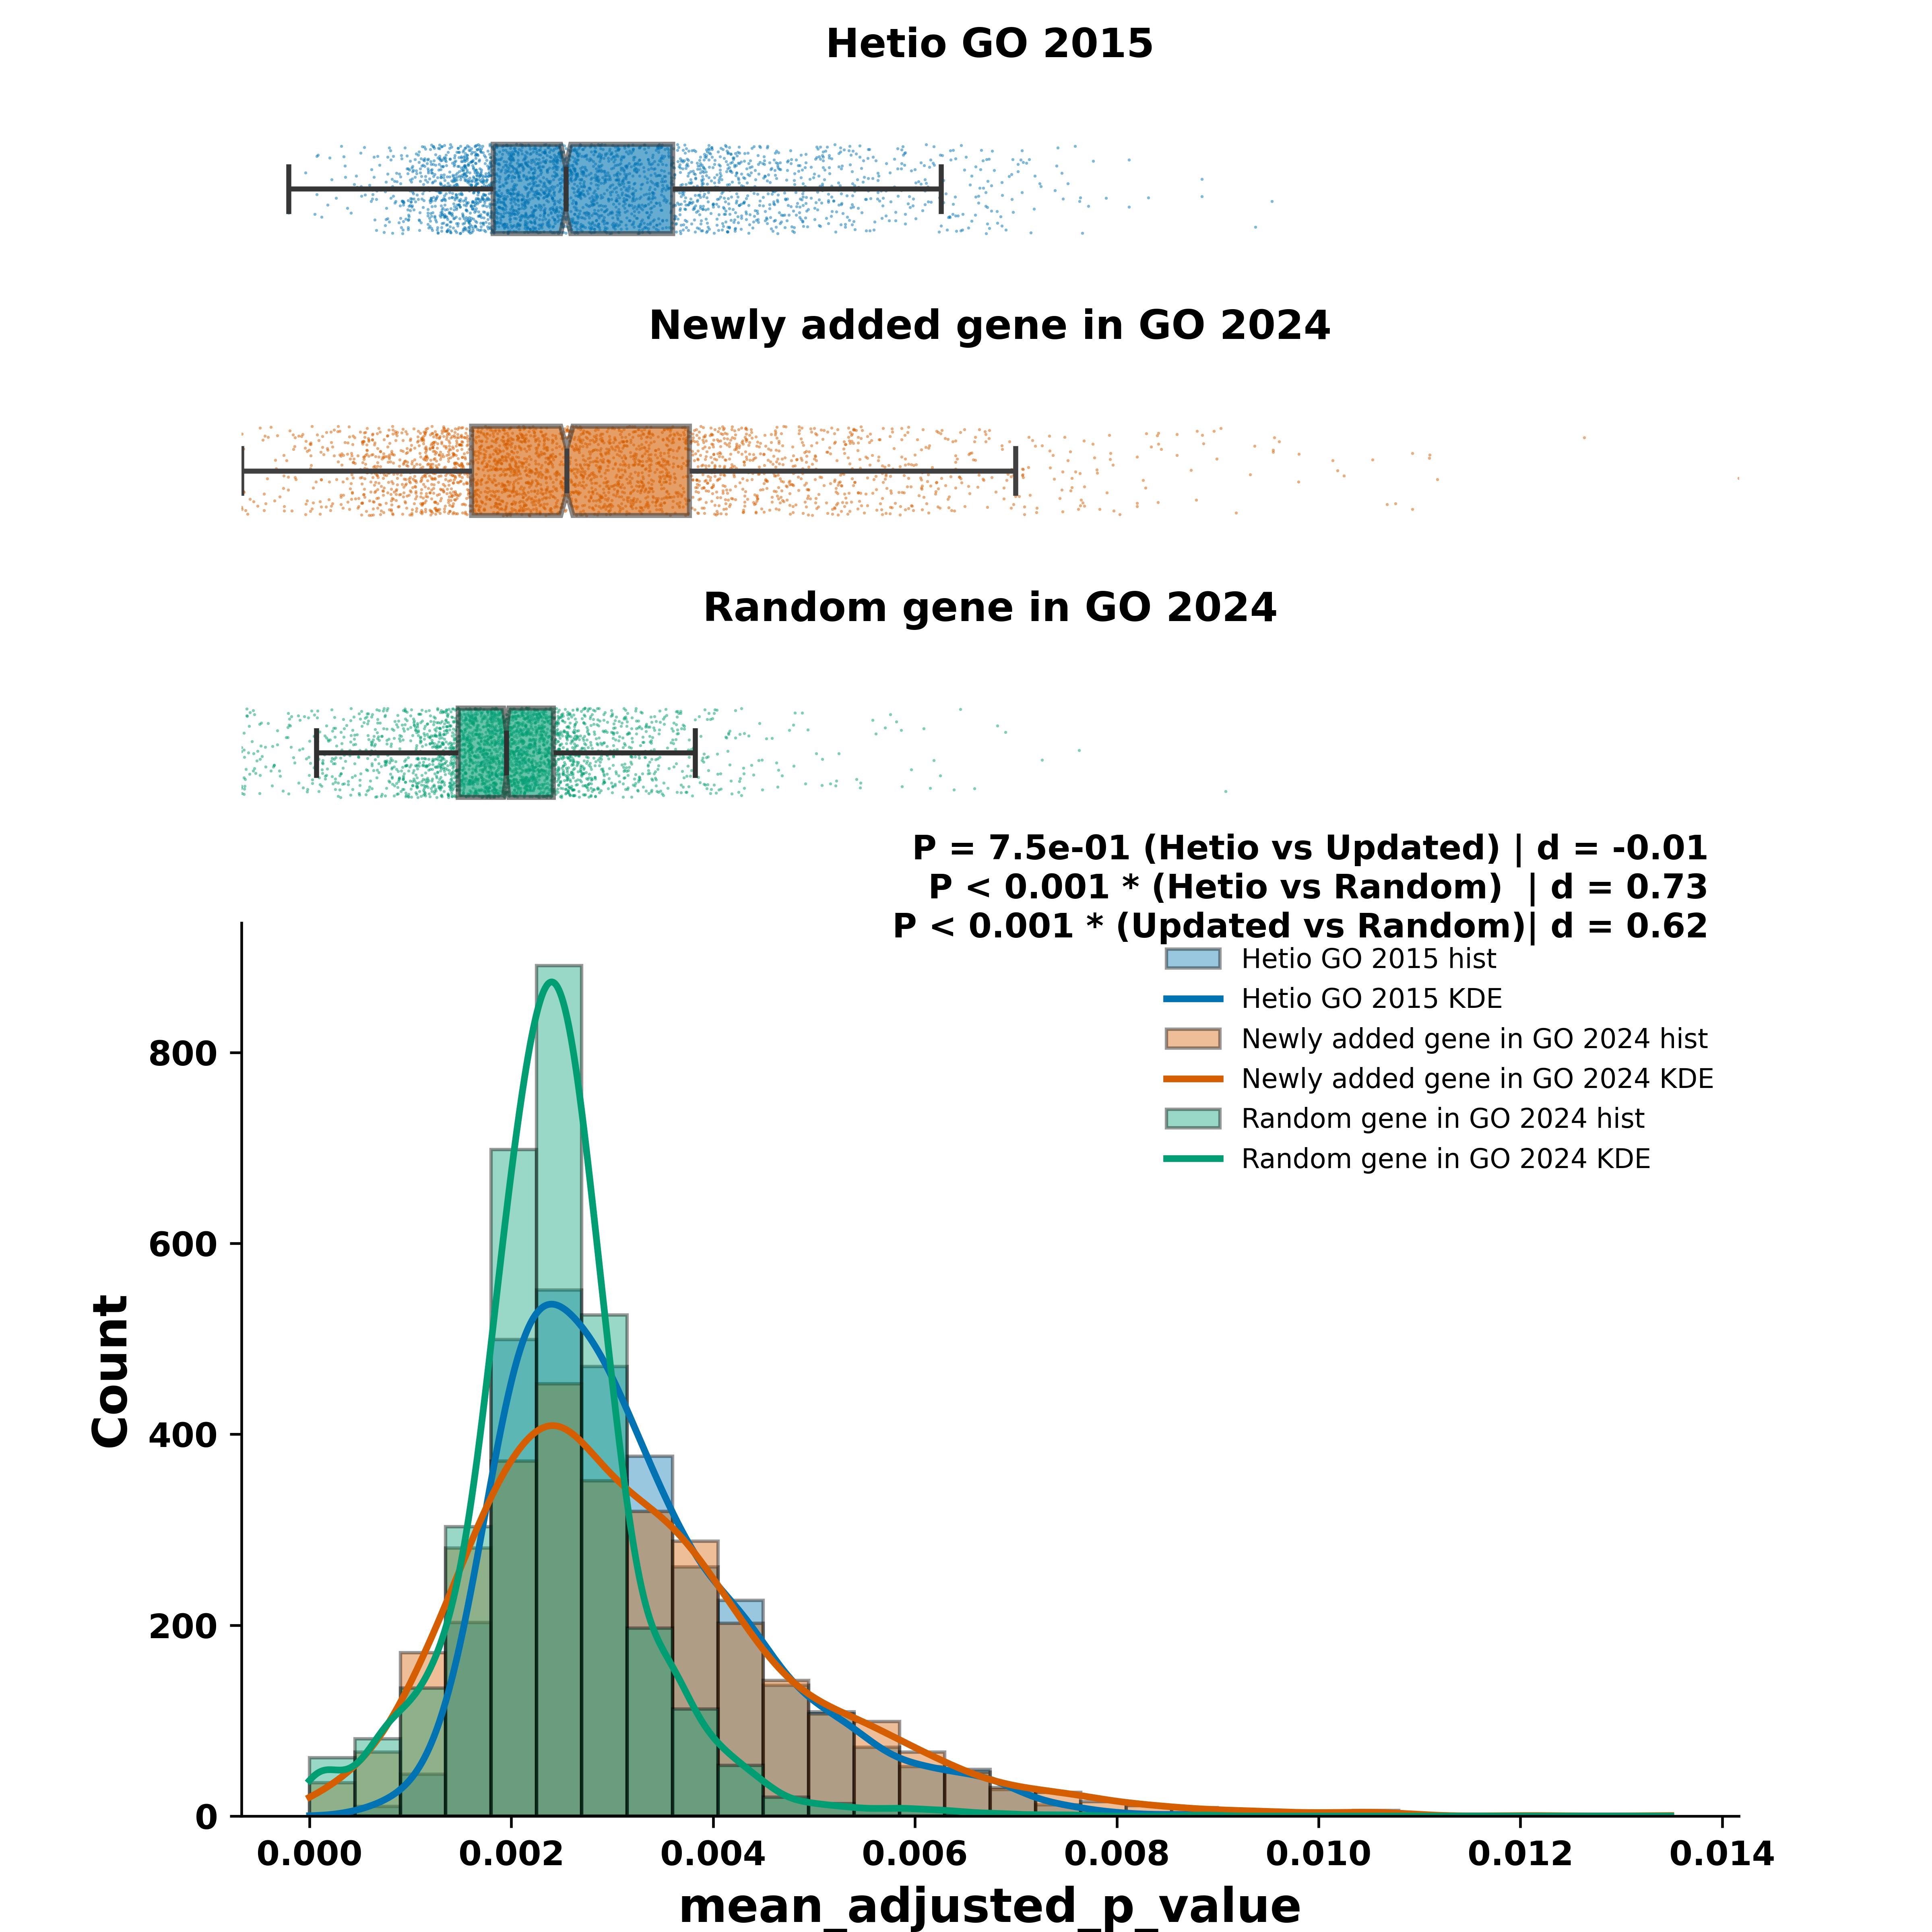 Hetio GO 2015
Newly added gene in GO 2024
Random gene in GO 2024
P = 7.5e-01 (Hetio vs Updated) | d = -0.01
P < 0.001 * (Hetio vs Random)  | d = 0.73
P < 0.001 * (Updated vs Random)| d = 0.62
Hetio GO 2015 hist
Hetio GO 2015 KDE
Newly added gene in GO 2024 hist
Newly added gene in GO 2024 KDE
Random gene in GO 2024 hist
Random gene in GO 2024 KDE
Count
800
600
400
200
0
0.000 0.002 0.004 0.006 0.008 0.010 0.012 0.014
mean_adjusted_p_value